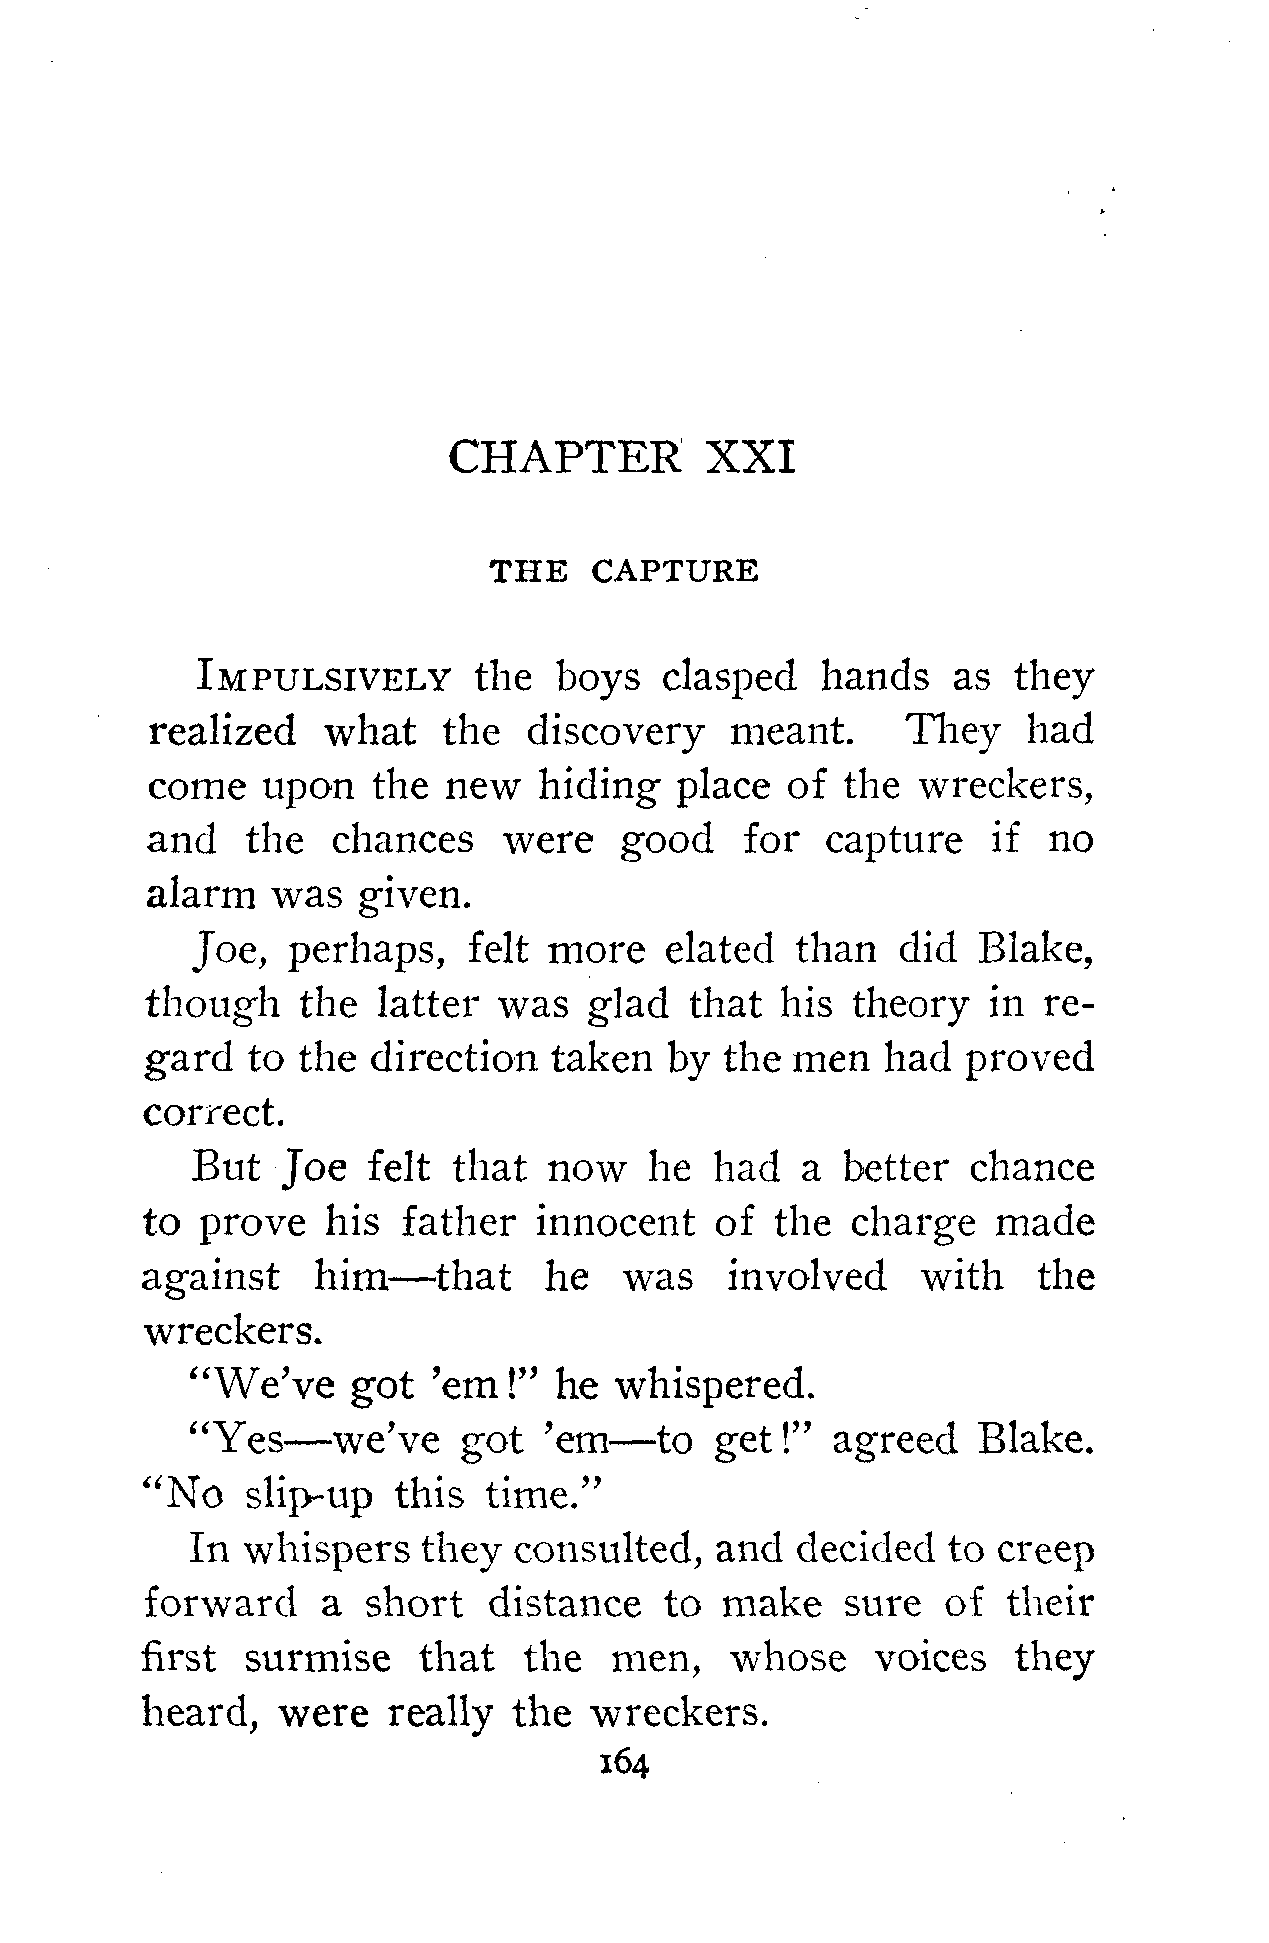 CHAPTER XXI
THE CAPTURE
IMPULSIVELY the boys clasped hands as they
realized what the discovery meant. They had
come upon the new hiding place of the wreckers,
and the chances were good for capture if no
alarm was given.
Joe, perhaps, felt more elated than did Blake,
though the latter was glad that his theory in re-
gard to the direction taken by the men had proved
correct.
But Joe felt that now he had a better chance
to prove his father innocent of the charge made
against him—that he was involved with the
wreckers.
“We’ve got ’em!” he whispered.
“Yes—we’ve got ’em—to get!” agreed Blake.
“No slip-up this time.”
In whispers they consulted, and decided to creep
forward a short distance to make sure of their
first surmise that the men, whose voices they
heard, were really the wreckers.
164